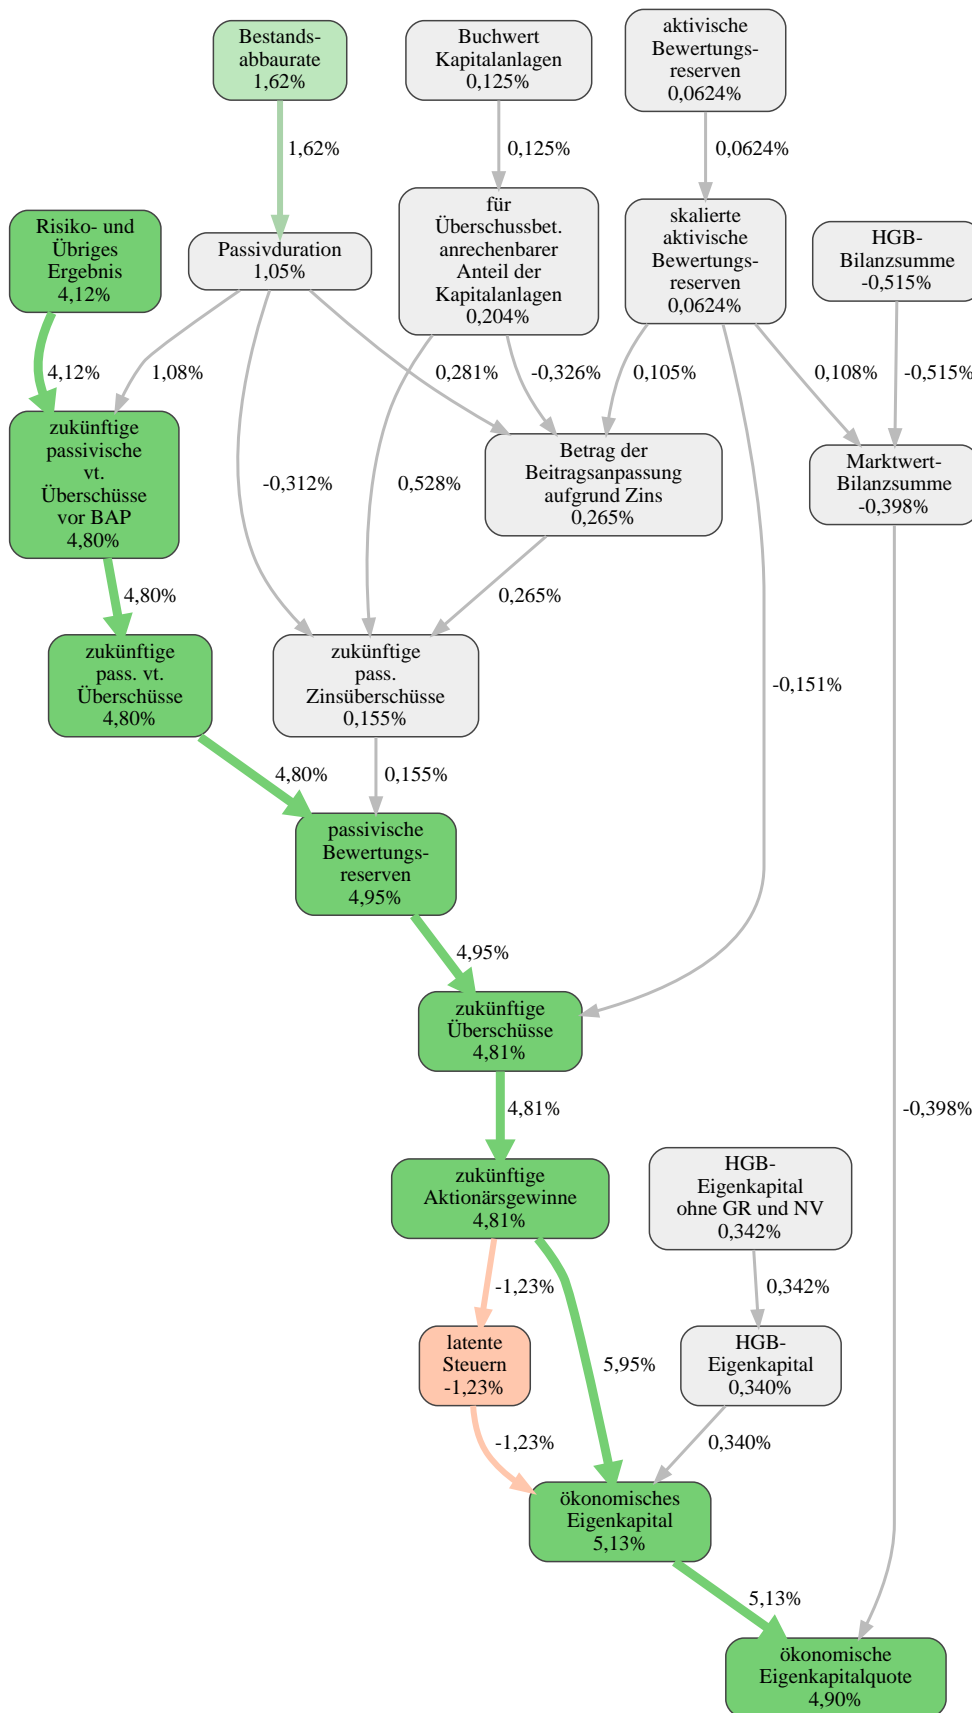 Bestands-
abbaurate
1,62%
Buchwert
Kapitalanlagen
0,125%
aktivische
Bewertungs-
reserven
0,0624%
1,62%
0,125%
0,0624%
Risiko- und
Übriges
Ergebnis
4,12%
Passivduration
1,05%
für
Überschussbet.
anrechenbarer
Anteil der
Kapitalanlagen
0,204%
skalierte
aktivische
Bewertungs-
reserven
0,0624%
HGB-
Bilanzsumme
-0,515%
4,12%
1,08%
0,281%
-0,326%
0,105%
0,108%
-0,515%
zukünftige
passivische
vt.
Überschüsse
vor BAP
4,80%
-0,312%
0,528%
Betrag der
Beitragsanpassung
aufgrund Zins
0,265%
Marktwert-
Bilanzsumme
-0,398%
4,80%
0,265%
zukünftige
pass. vt.
Überschüsse
4,80%
zukünftige
pass.
Zinsüberschüsse
0,155%
-0,151%
4,80%
0,155%
passivische
Bewertungs-
reserven
4,95%
4,95%
zukünftige
Überschüsse
4,81%
4,81%
-0,398%
zukünftige
Aktionärsgewinne
4,81%
HGB-
Eigenkapital
ohne GR und NV
0,342%
-1,23%
0,342%
latente
Steuern
-1,23%
5,95%
HGB-
Eigenkapital
0,340%
-1,23%
0,340%
ökonomisches
Eigenkapital
5,13%
5,13%
ökonomische
Eigenkapitalquote
4,90%